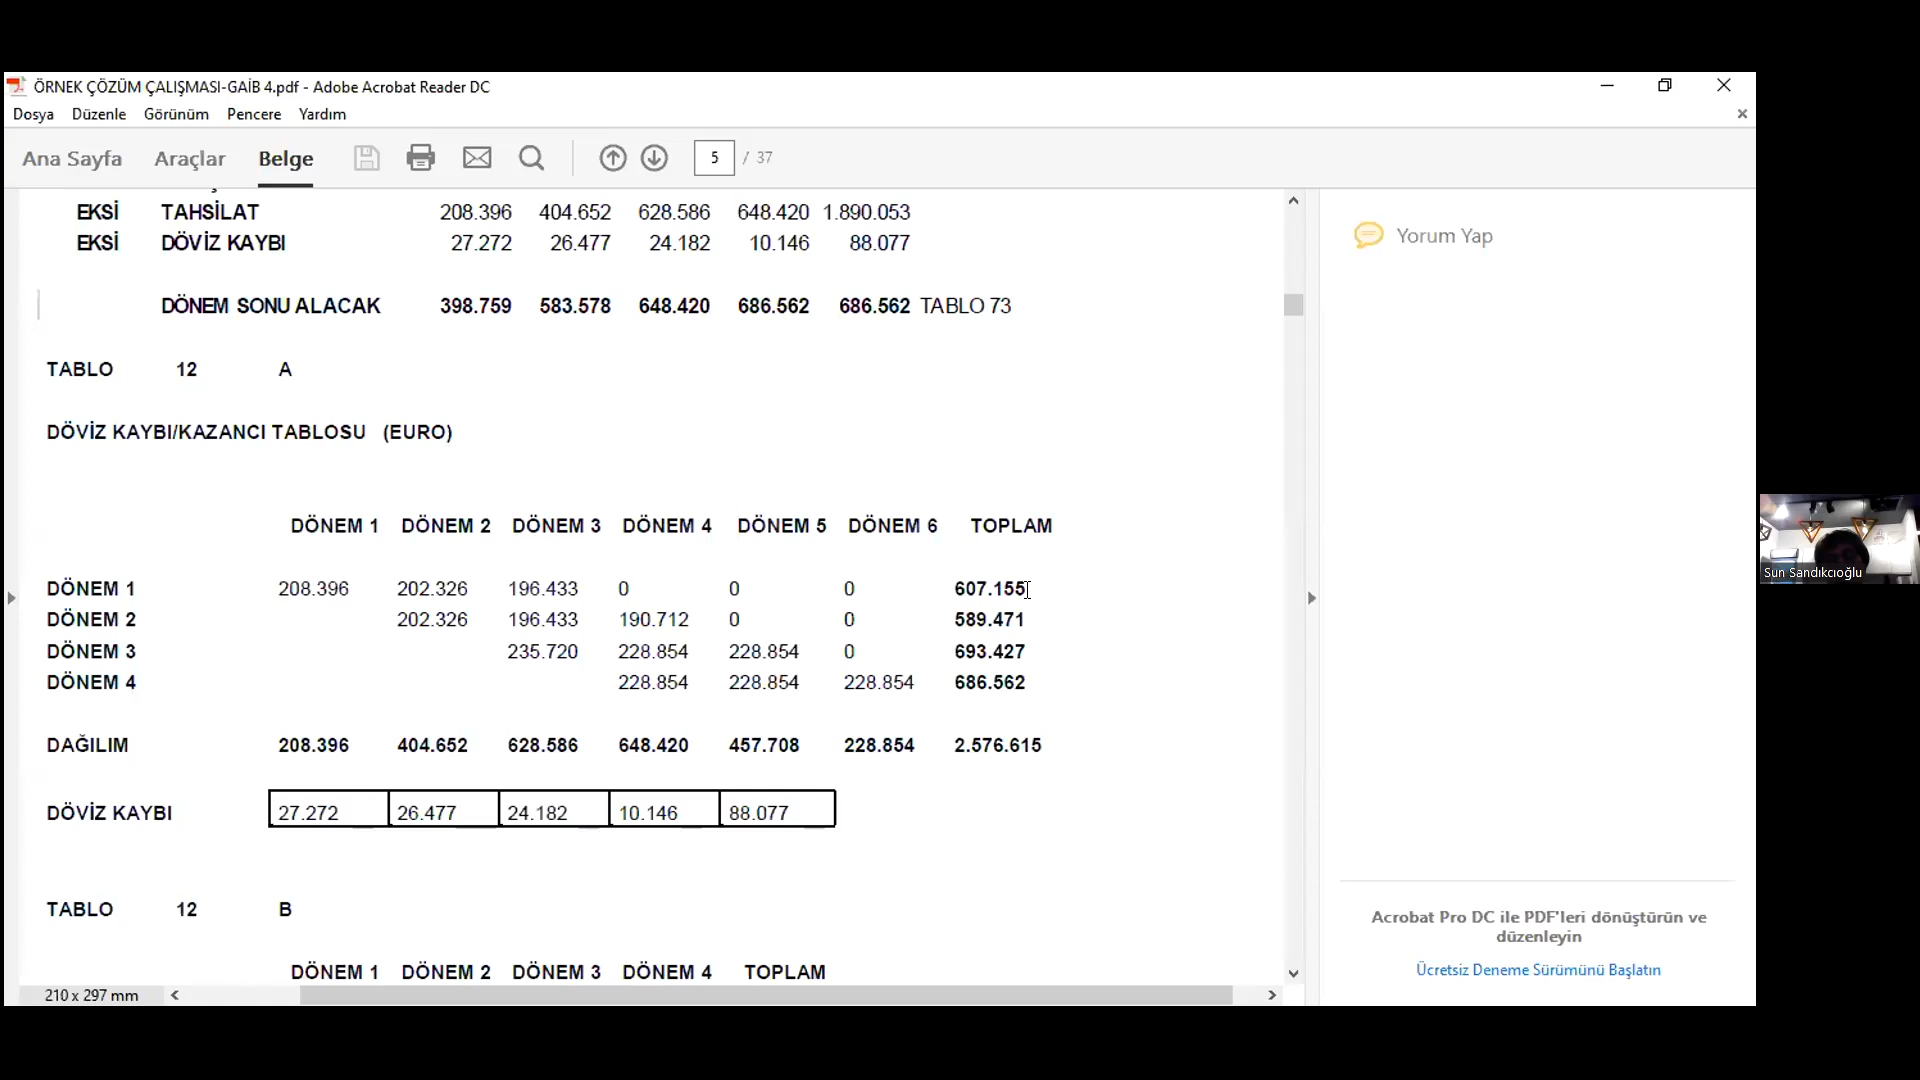 ÖRNEK ÇÖZÜM ÇALIŞMASI-GAİB 4.pdf - Adobe Acrobat Reader DC
Dosya Düzenle Görünüm Pencere Yardım
Ana Sayfa Araçlar Belge 5 / 37
EKSİ TAHSİLAT 208.396 404.652 628.586 648.420 1.890.053
EKSİ DÖVİZ KAYBI 27.272 26.477 24.182 10.146 88.077
DÖNEM SONU ALACAK 398.759 583.578 648.420 686.562 686.562 TABLO 73
TABLO 12 A
DÖVİZ KAYBI/KAZANCI TABLOSU (EURO)
DÖNEM 1 DÖNEM 2 DÖNEM 3 DÖNEM 4 DÖNEM 5 DÖNEM 6 TOPLAM
DÖNEM 1 208.396 202.326 196.433 0 0 0 607.155
DÖNEM 2 202.326 196.433 190.712 0 0 589.471
DÖNEM 3 235.720 228.854 228.854 0 693.427
DÖNEM 4 228.854 228.854 228.854 686.562
DAĞILIM 208.396 404.652 628.586 648.420 457.708 228.854 2.576.615
DÖVİZ KAYBI 27.272 26.477 24.182 10.146 88.077
TABLO 12 B
DÖNEM 1 DÖNEM 2 DÖNEM 3 DÖNEM 4 TOPLAM
210 x 297 mm
Yorum Yap
Acrobat Pro DC ile PDF'leri dönüştürün ve
düzenleyin
Ücretsiz Deneme Sürümünü Başlatın
Sun Sandıkcıoğlu